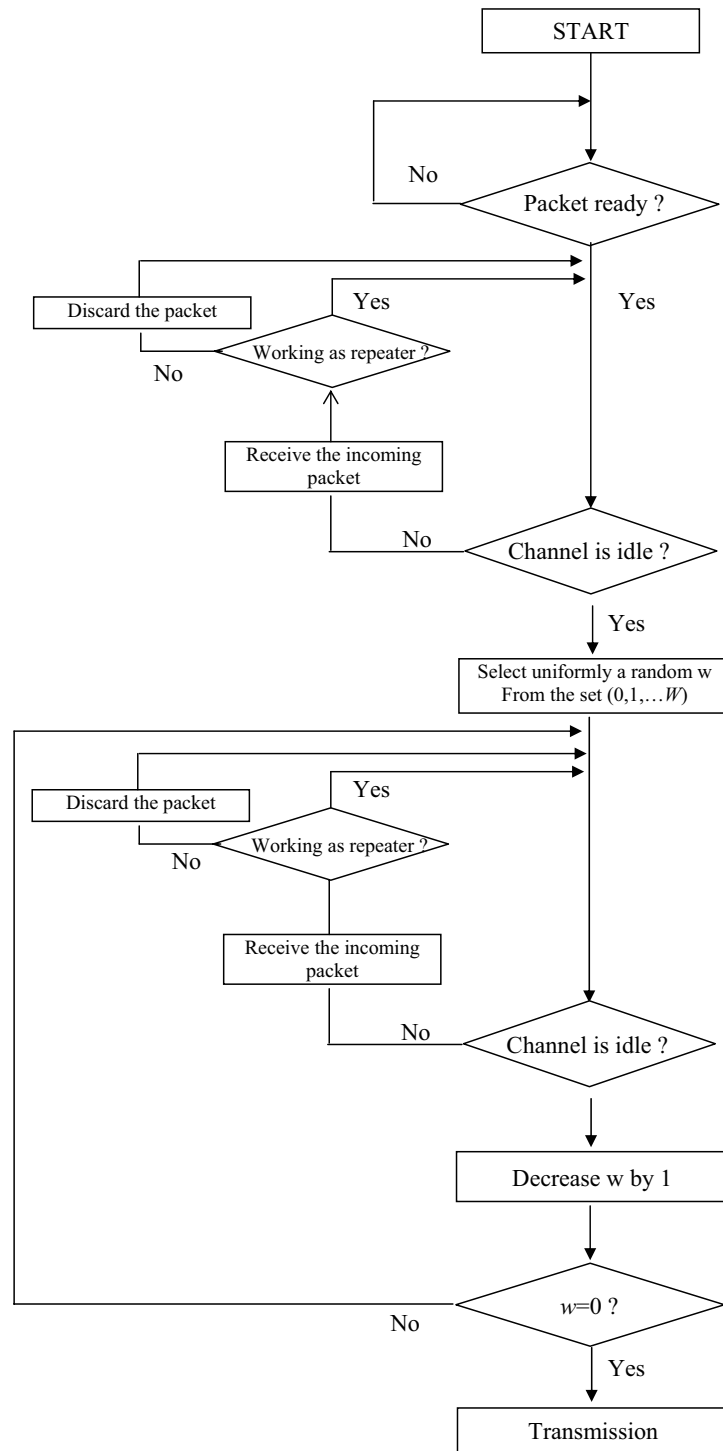 START
No
Packet ready ?
Discard the packet
Yes
Yes
Working as repeater ?
No
Receive the incoming
packet
No
Channel is idle ?
Yes
Select uniformly a random w
From the set (0,1,…W)
Discard the packet
Yes
Working as repeater ?
No
Receive the incoming
packet
No
Channel is idle ?
Decrease w by 1
w=0 ?
No
Yes
Transmission